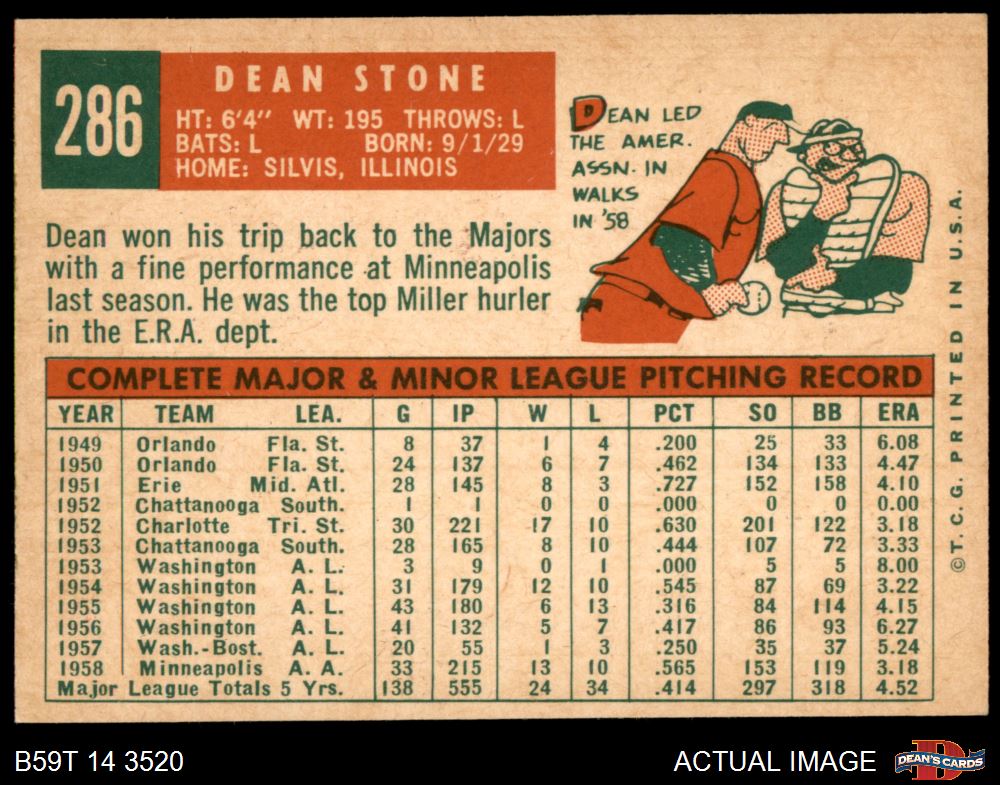 286
DEAN STONE
HT: 6'4" WT: 195 THROWS: L
BATS: L BORN: 9/1/29
HOME: SILVIS, ILLINOIS
DEAN LED
THE AMER.
ASSN. IN
WALKS
IN '58
Dean won his trip back to the Majors
with a fine performance at Minneapolis
last season. He was the top Miller hurler
in the E.R.A. dept.
COMPLETE MAJOR & MINOR LEAGUE PITCHING RECORD
YEAR TEAM LEA. G IP W L PCT SO BB ERA
1949 Orlando Fla. St. 8 37 1 4 .200 25 33 6.08
1950 Orlando Fla. St. 24 137 6 7 .462 134 133 4.47
1951 Erie Mid. Atl. 28 145 8 3 .727 152 158 4.10
1952 Chattanooga South. 1 1 0 0 .000 0 0 0.00
1952 Charlotte Tri. St. 30 221 17 10 .630 201 122 3.18
1953 Chattanooga South. 28 165 8 10 .444 107 72 3.33
1953 Washington A. L. 3 9 0 1 .000 5 5 8.00
1954 Washington A. L. 31 179 12 10 .545 87 69 3.22
1955 Washington A. L. 43 180 6 13 .316 84 114 4.15
1956 Washington A. L. 41 132 5 7 .417 86 93 6.27
1957 Wash.-Bost. A. L. 20 55 1 3 .250 35 37 5.24
1958 Minneapolis A. A. 33 215 13 10 .565 153 119 3.18
Major League Totals 5 Yrs. 138 555 24 34 .414 297 318 4.52
©T. C. G. PRINTED IN U.S.A.
B59T 14 3520
ACTUAL IMAGE
D
DEAN'S CARDS